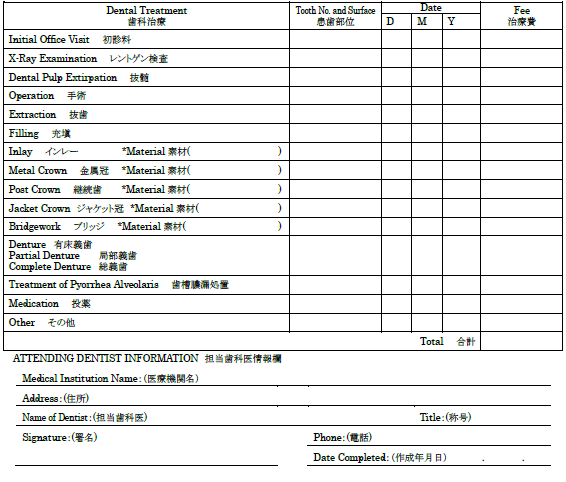 Dental Treatment Tooth No. and Surface Date Fee
歯科治療 患歯部位 D M Y 治療費
Initial Office Visit 初診料
X-Ray Examination レントゲン検査
Dental Pulp Extirpation 抜髄
Operation 手術
Extraction 抜歯
Filling 充填
Inlay インレー *Material 素材( )
Metal Crown 金属冠 *Material 素材( )
Post Crown 継続歯 *Material 素材( )
Jacket Crown ジャケット冠 *Material 素材( )
Bridgework ブリッジ *Material 素材( )
Denture 有床義歯
Partial Denture 局部義歯
Complete Denture 総義歯
Treatment of Pyorrhea Alveolaris 歯槽膿漏処置
Medication 投薬
Other その他
Total 合計
ATTENDING DENTIST INFORMATION 担当歯科医情報欄
Medical Institution Name:(医療機関名)
Address:(住所)
Name of Dentist:(担当歯科医) Title:(称号)
Signature:(署名) Phone:(電話)
Date Completed:(作成年月日) . .